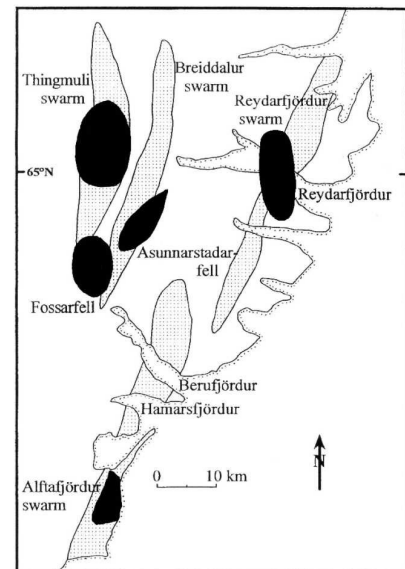 Thingmuli
swarm
Breiddalur
swarm
Reydarfjördur
swarm
65°N
Reydarfjördur
Asunnarstadar-
fell
Fossarfell
Berufjördur
Hamarsfjördur
Alftafjördur
swarm
0 10 km
N